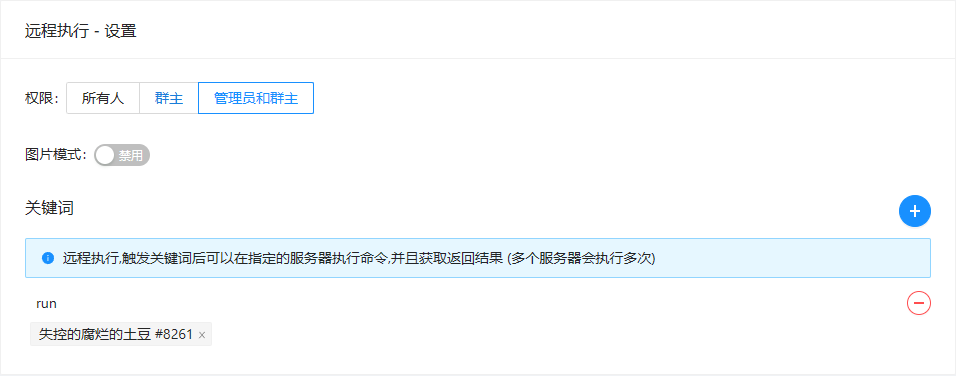 远程执行 - 设置
权限: 所有人 群主 管理员和群主
图片模式: 禁用
关键词
远程执行,触发关键词后可以在指定的服务器执行命令,并且获取返回结果 (多个服务器会执行多次)
run
失控的腐烂的土豆 #8261 x